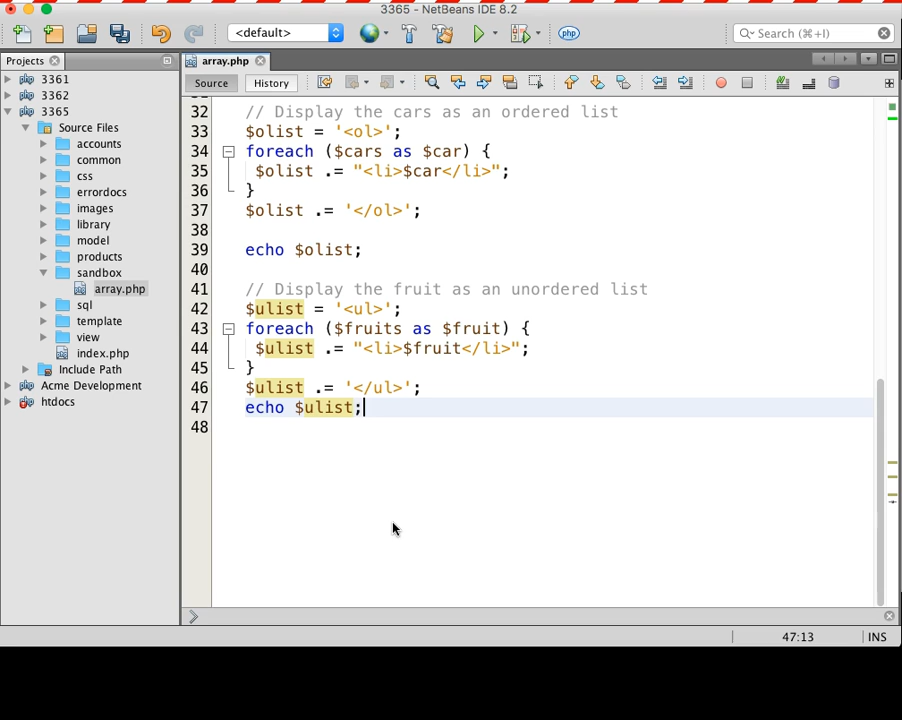 3365 - NetBeans IDE 8.2
<default>
php
Search (⌘+I)
Projects
array.php
Source
History
3361
3362
3365
Source Files
accounts
common
css
errordocs
images
library
model
products
sandbox
array.php
sql
template
view
index.php
Include Path
Acme Development
htdocs
32 // Display the cars as an ordered list
33 $olist = '<ol>';
34 foreach ($cars as $car) {
35 $olist .= "<li>$car</li>";
36 }
37 $olist .= '</ol>';
38
39 echo $olist;
40
41 // Display the fruit as an unordered list
42 $ulist = '<ul>';
43 foreach ($fruits as $fruit) {
44 $ulist .= "<li>$fruit</li>";
45 }
46 $ulist .= '</ul>';
47 echo $ulist;
48
47:13
INS